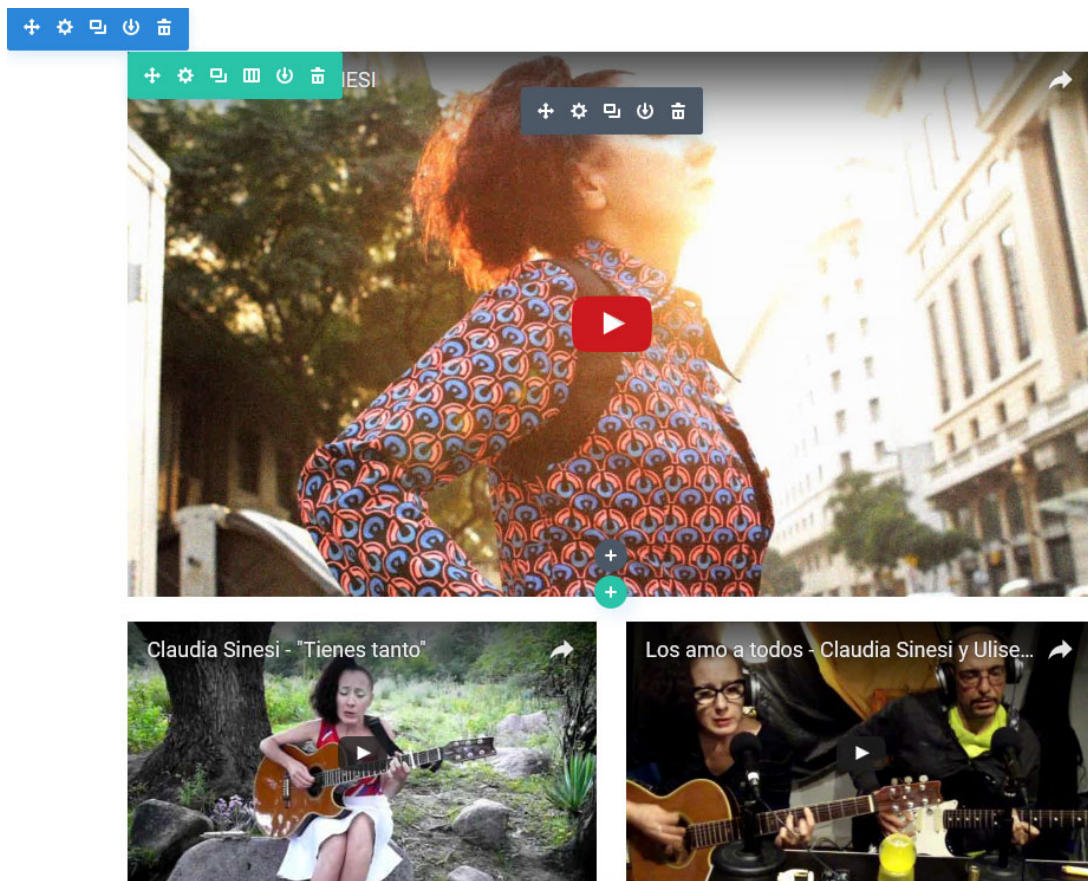 Claudia Sinesi - "Tienes tanto"
Los amo a todos - Claudia Sinesi y Ulise...